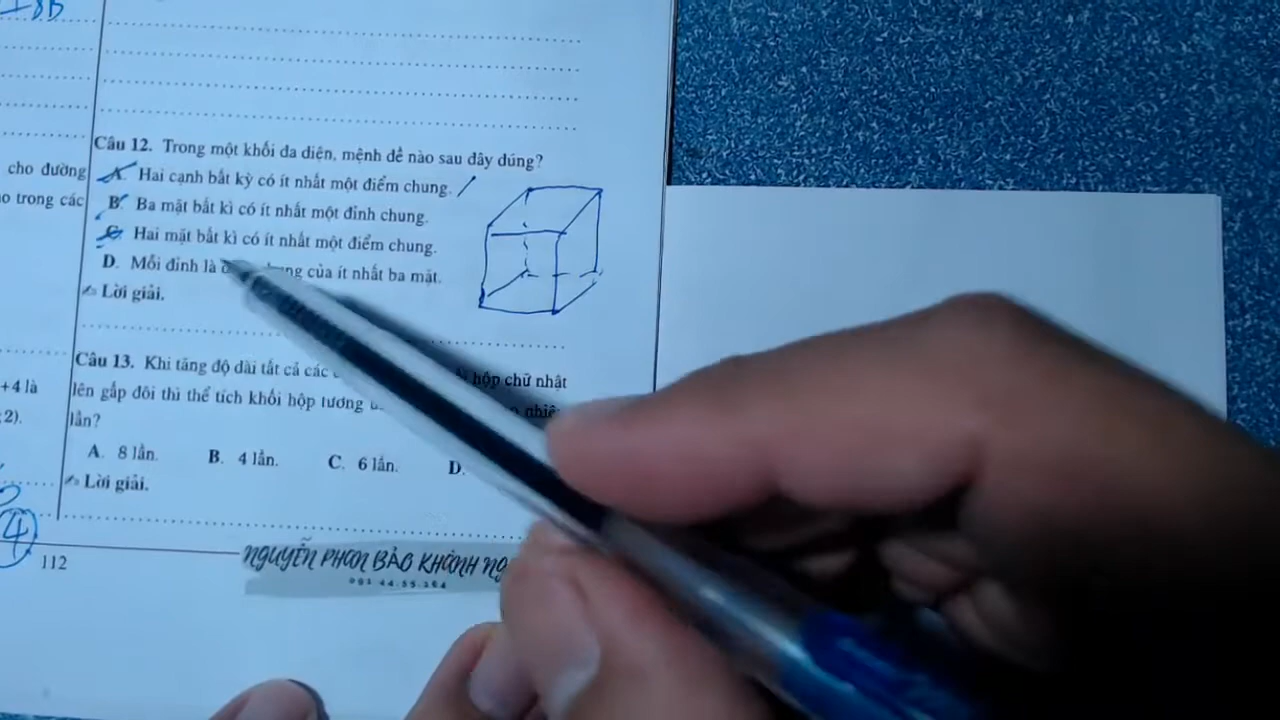 cho đường
o trong các
+4 là
2).
4
Câu 12. Trong một khối đa diện, mệnh đề nào sau đây đúng?
A. Hai cạnh bất kỳ có ít nhất một điểm chung.
B. Ba mặt bất kì có ít nhất một đỉnh chung.
C. Hai mặt bất kì có ít nhất một điểm chung.
D. Mỗi đỉnh là của ít nhất ba mặt.
Lời giải.
Câu 13. Khi tăng độ dài tất cả các hộp chữ nhật
lên gấp đôi thì thể tích khối hộp tương
lần?
A. 8 lần. B. 4 lần. C. 6 lần. D.
Lời giải.
112
NGUYỄN PHAN BẢO KHÁNH